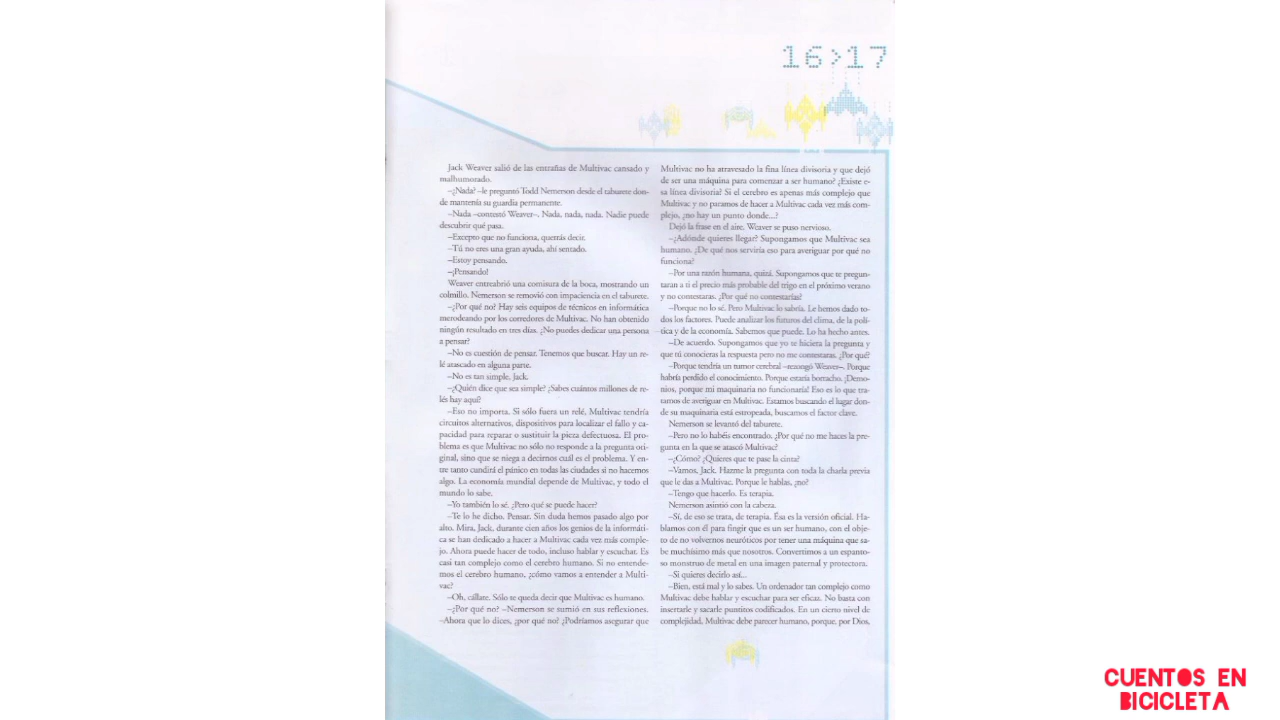 16>17
Jack Weaver salió de las entrañas de Multivac cansado y
malhumorado.
–¿Nada? –le preguntó Todd Nemerson desde el taburete don-
de mantenía su guardia permanente.
–Nada –contestó Weaver–. Nada, nada, nada. Nadie puede
descubrir qué pasa.
–Excepto que no funciona, querrás decir.
–Tú no eres una gran ayuda, ahí sentado.
–Estoy pensando.
–¡Pensando!
Weaver entreabrió una comisura de la boca, mostrando un
colmillo. Nemerson se removió con impaciencia en el taburete.
–¿Por qué no? Hay seis equipos de técnicos en informática
merodeando por los corredores de Multivac. No han obtenido
ningún resultado en tres días. ¿No puedes dedicar una persona
a pensar?
–No es cuestión de pensar. Tenemos que buscar. Hay un re-
lé atascado en alguna parte.
–No es tan simple, Jack.
–¿Quién dice que sea simple? ¿Sabes cuántos millones de re-
lés hay aquí?
–Eso no importa. Si sólo fuera un relé, Multivac tendría
circuitos alternativos, dispositivos para localizar el fallo y ca-
pacidad para reparar o sustituir la pieza defectuosa. El pro-
blema es que Multivac no sólo no responde a la pregunta ori-
ginal, sino que se niega a decirnos cuál es el problema. Y en-
tre tanto cundirá el pánico en todas las ciudades si no hacemos
algo. La economía mundial depende de Multivac, y todo el
mundo lo sabe.
–Yo también lo sé. ¿Pero qué se puede hacer?
–Te lo he dicho. Pensar. Sin duda hemos pasado algo por
alto. Mira, Jack, durante cien años los genios de la informáti-
ca se han dedicado a hacer a Multivac cada vez más comple-
jo. Ahora puede hacer de todo, incluso hablar y escuchar. Es
casi tan complejo como el cerebro humano. Si no entende-
mos el cerebro humano, ¿cómo vamos a entender a Multi-
vac?
–Oh, cállate. Sólo te queda decir que Multivac es humano.
–¿Por qué no? –Nemerson se sumió en sus reflexiones.
–Ahora que lo dices, ¿por qué no? ¿Podríamos asegurar que
Multivac no ha atravesado la fina línea divisoria y que dejó
de ser una máquina para comenzar a ser humano? ¿Existe e-
sa línea divisoria? Si el cerebro es apenas más complejo que
Multivac y no paramos de hacer a Multivac cada vez más com-
plejo, ¿no hay un punto donde...?
Dejó la frase en el aire. Weaver se puso nervioso.
–¿Adónde quieres llegar? Supongamos que Multivac sea
humano. ¿De qué nos serviría eso para averiguar por qué no
funciona?
–Por una razón humana, quizá. Supongamos que te pregun-
taran a ti el precio más probable del trigo en el próximo verano
y no contestaras. ¿Por qué no contestarías?
–Porque no lo sé. Pero Multivac lo sabría. Le hemos dado to-
dos los factores. Puede analizar los futuros del clima, de la polí-
tica y de la economía. Sabemos que puede. Lo ha hecho antes.
–De acuerdo. Supongamos que yo te hiciera la pregunta y
que tú conocieras la respuesta pero no me contestaras. ¿Por qué?
–Porque tendría un tumor cerebral –rezongó Weaver–. Porque
habría perdido el conocimiento. Porque estaría borracho. ¡Demo-
nios, porque mi maquinaria no funcionaría! Eso es lo que tra-
tamos de averiguar en Multivac. Estamos buscando el lugar don-
de su maquinaria está estropeada, buscamos el factor clave.
Nemerson se levantó del taburete.
–Pero no lo habéis encontrado. ¿Por qué no me haces la pre-
gunta en la que se atascó Multivac?
–¿Cómo? ¿Quieres que te pase la cinta?
–Vamos, Jack. Hazme la pregunta con toda la charla previa
que le das a Multivac. Porque le hablas, ¿no?
–Tengo que hacerlo. Es terapia.
Nemerson asintió con la cabeza.
–Sí, de eso se trata, de terapia. Ésa es la versión oficial. Ha-
blamos con él para fingir que es un ser humano, con el obje-
to de no volvernos neuróticos por tener una máquina que sa-
be muchísimo más que nosotros. Convertimos a un espanto-
so monstruo de metal en una imagen paternal y protectora.
–Si quieres decirlo así...
–Bien, está mal y lo sabes. Un ordenador tan complejo como
Multivac debe hablar y escuchar para ser eficaz. No basta con
insertarle y sacarle puntitos codificados. En un cierto nivel de
complejidad, Multivac debe parecer humano, porque, por Dios,
CUENTOS EN
BICICLETA